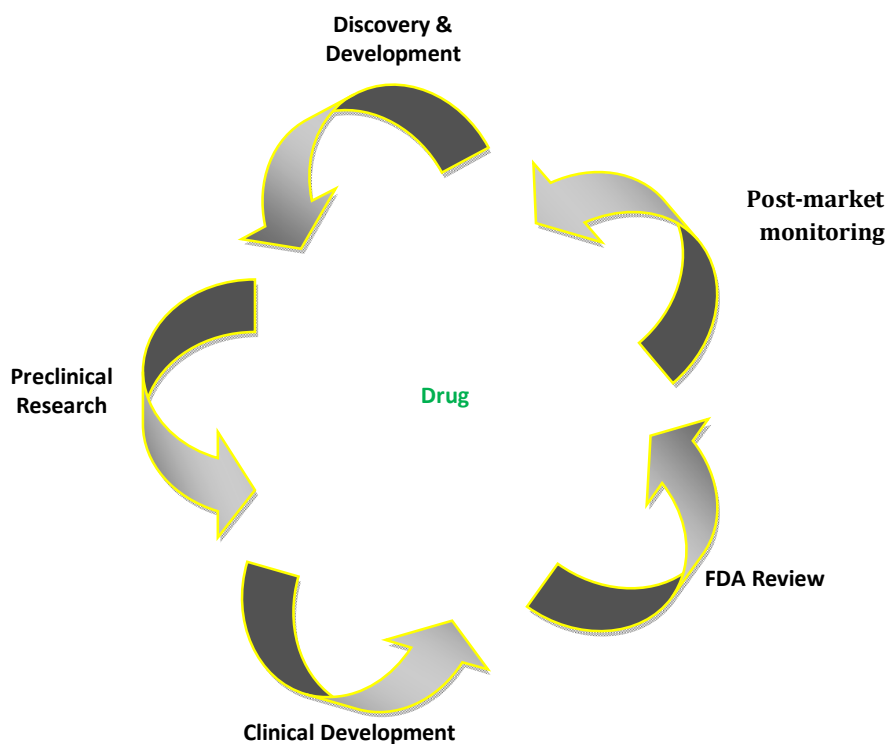 Discovery &
Development
Post-market
monitoring
Preclinical
Research
Drug
FDA Review
Clinical Development